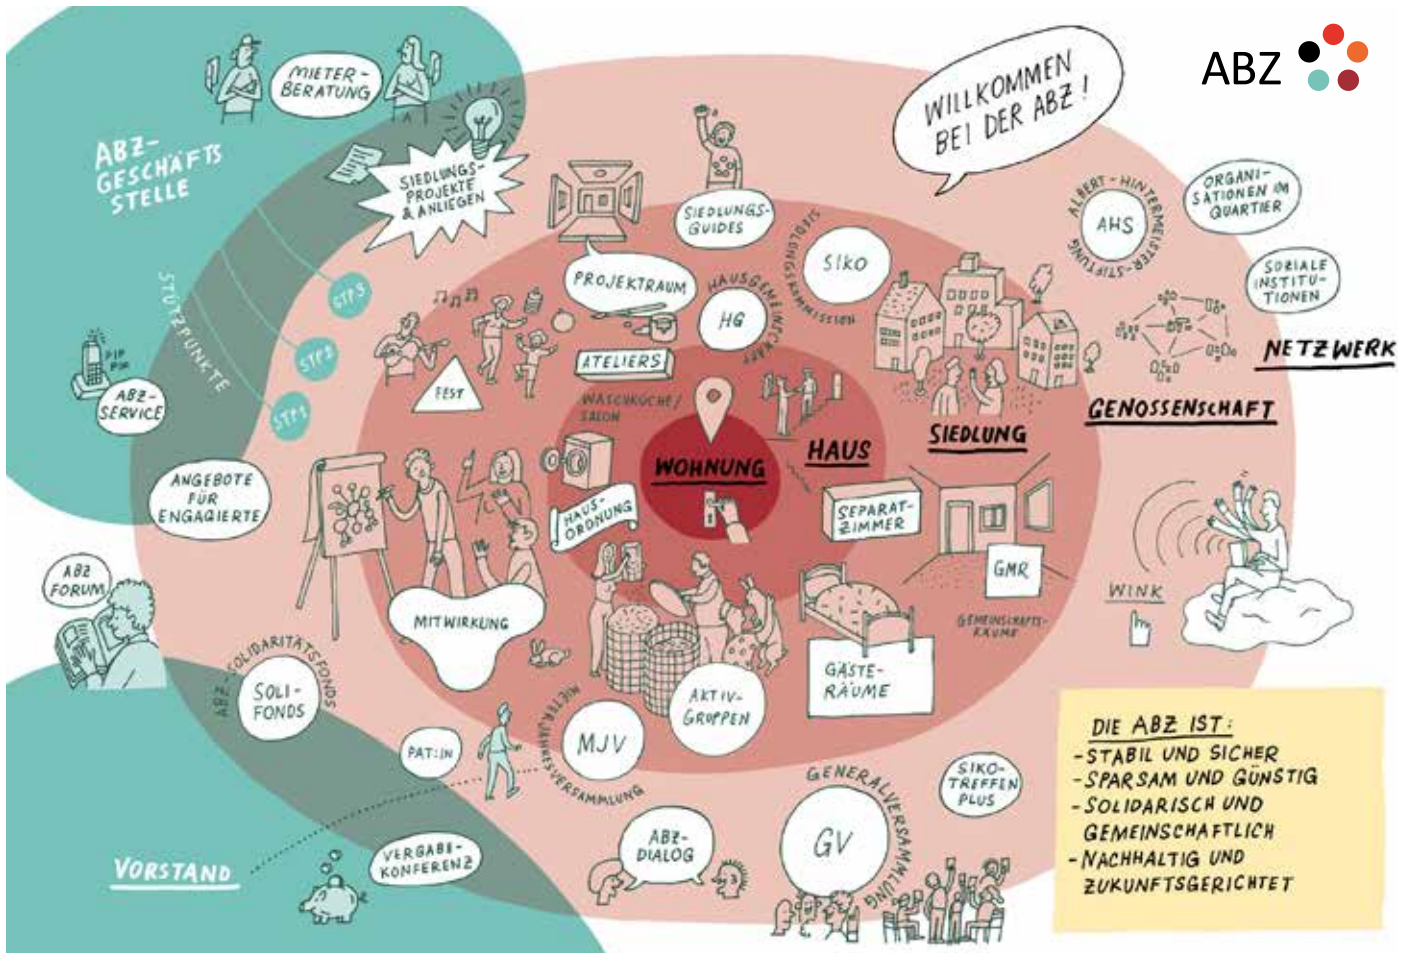 ABZ
WILLKOMMEN
BEI DER ABZ!
MIETER-
BERATUNG
ABZ-
GESCHÄFTS
STELLE
SIEDLUNGS-
PROJEKTE
& ANLIEGEN
SIEDLUNGS-
GUIDES
SIKO
SIEDLUNGSKOMMISSION
ALBERT-HINTERMEISTER-STIFTUNG
AHS
ORGANI-
SATIONEN IM
QUARTIER
SOZIALE
INSTITU-
TIONEN
NETZWERK
GENOSSENSCHAFT
SIEDLUNG
HAUS
WOHNUNG
PROJEKTRAUM
HAUSGEMEINSCHAFT
HG
ATELIERS
FEST
WASCHKÜCHE/
SALON
STÜTZPUNKTE
STP3
STP2
STP1
PIP
PIP
ABZ-
SERVICE
ANGEBOTE
FÜR
ENGAGIERTE
HAUS-
ORDNUNG
SEPARAT-
ZIMMER
GMR
GEMEINSCHAFTS-
RÄUME
WINK
ABZ
FORUM
MITWIRKUNG
GÄSTE-
RÄUME
AKTIV-
GRUPPEN
ABZ-SOLIDARITÄTSFONDS
SOLI-
FONDS
PAT:IN
MJV
MIETERJAHRESVERSAMMLUNG
VORSTAND
VERGABE-
KONFERENZ
ABZ-
DIALOG
GENERALVERSAMMLUNG
GV
SIKO-
TREFFEN
PLUS
DIE ABZ IST:
-STABIL UND SICHER
-SPARSAM UND GÜNSTIG
-SOLIDARISCH UND
GEMEINSCHAFTLICH
-NACHHALTIG UND
ZUKUNFTSGERICHTET